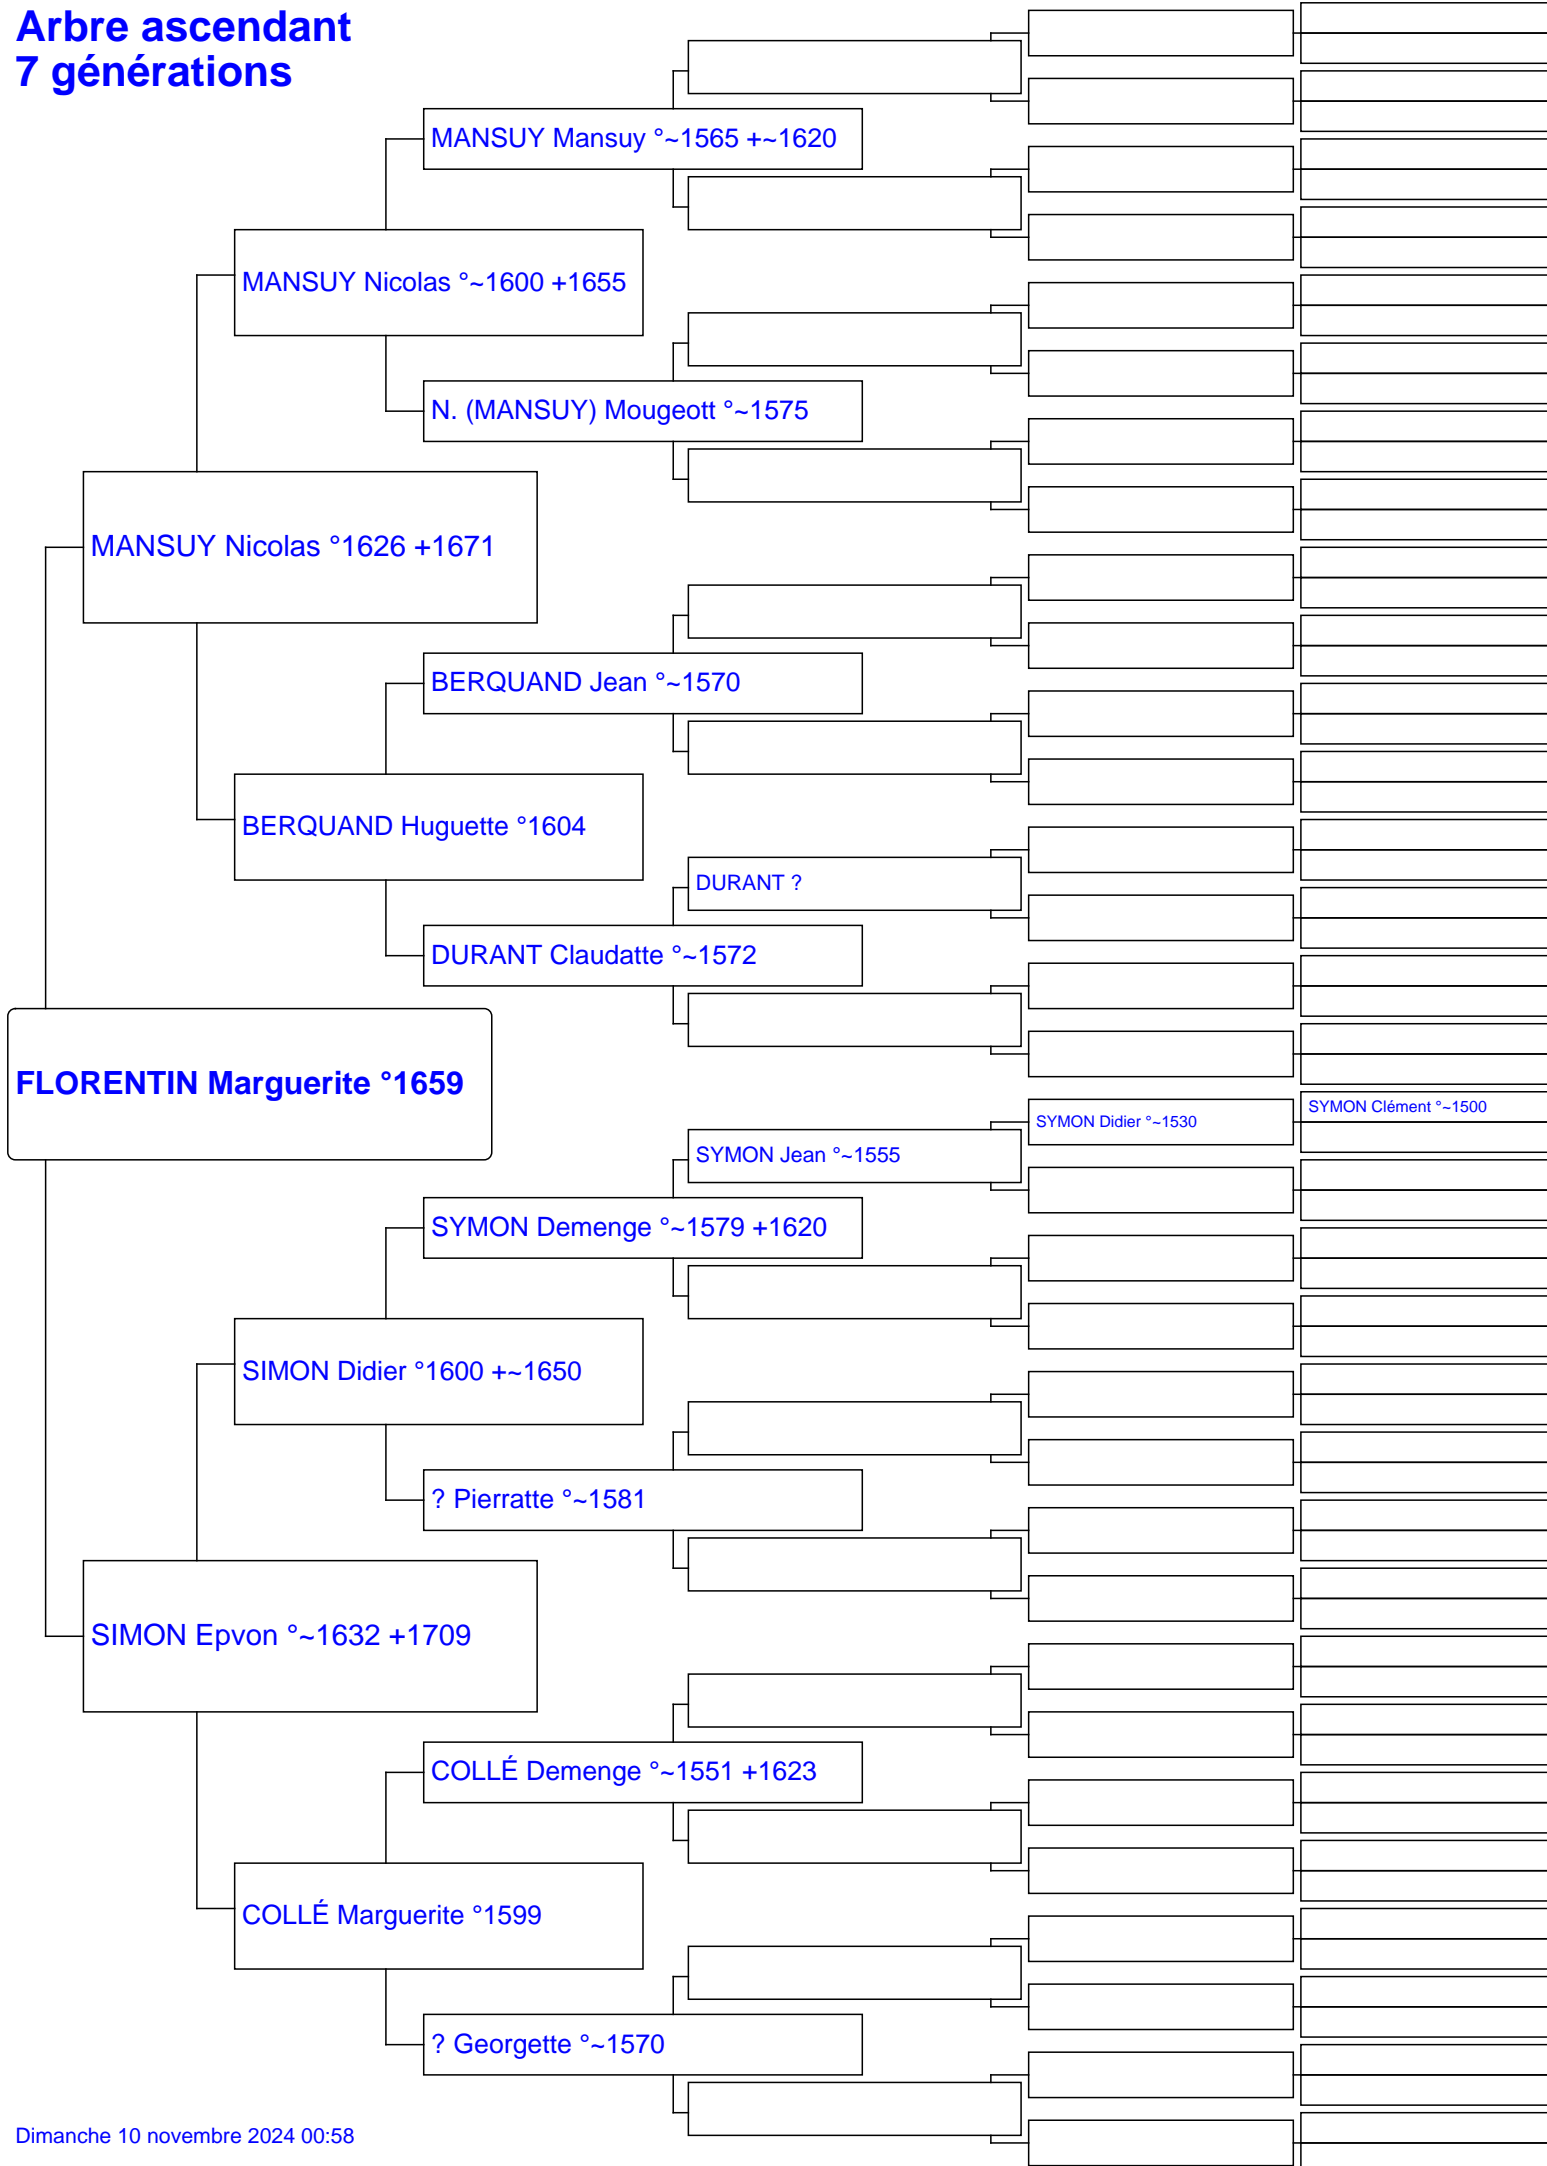 Arbre ascendant
7 générations
MANSUY Mansuy °~1565 +~1620
MANSUY Nicolas °~1600 +1655
N. (MANSUY) Mougeott °~1575
MANSUY Nicolas °1626 +1671
BERQUAND Jean °~1570
BERQUAND Huguette °1604
DURANT ?
DURANT Claudatte °~1572
FLORENTIN Marguerite °1659
SYMON Clément °~1500
SYMON Didier °~1530
SYMON Jean °~1555
SYMON Demenge °~1579 +1620
SIMON Didier °1600 +~1650
? Pierratte °~1581
SIMON Epvon °~1632 +1709
COLLÉ Demenge °~1551 +1623
COLLÉ Marguerite °1599
? Georgette °~1570
Dimanche 10 novembre 2024 00:58